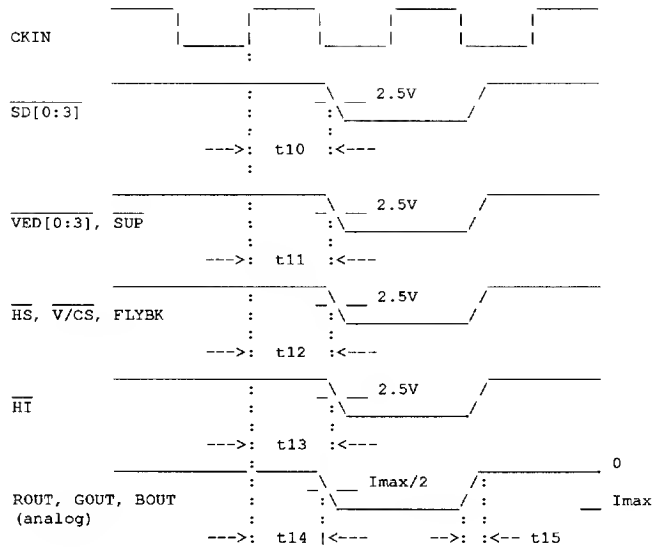 CKIN
SD[0:3]
2.5V
--->: t10 :<---
VED[0:3], SUP
2.5V
--->: t11 :<---
HS, V/CS, FLYBK
2.5V
--->: t12 :<---
HI
2.5V
--->: t13 :<---
0
ROUT, GOUT, BOUT
Imax/2
Imax
(analog)
--->: t14 |<--- -->: :<-- t15